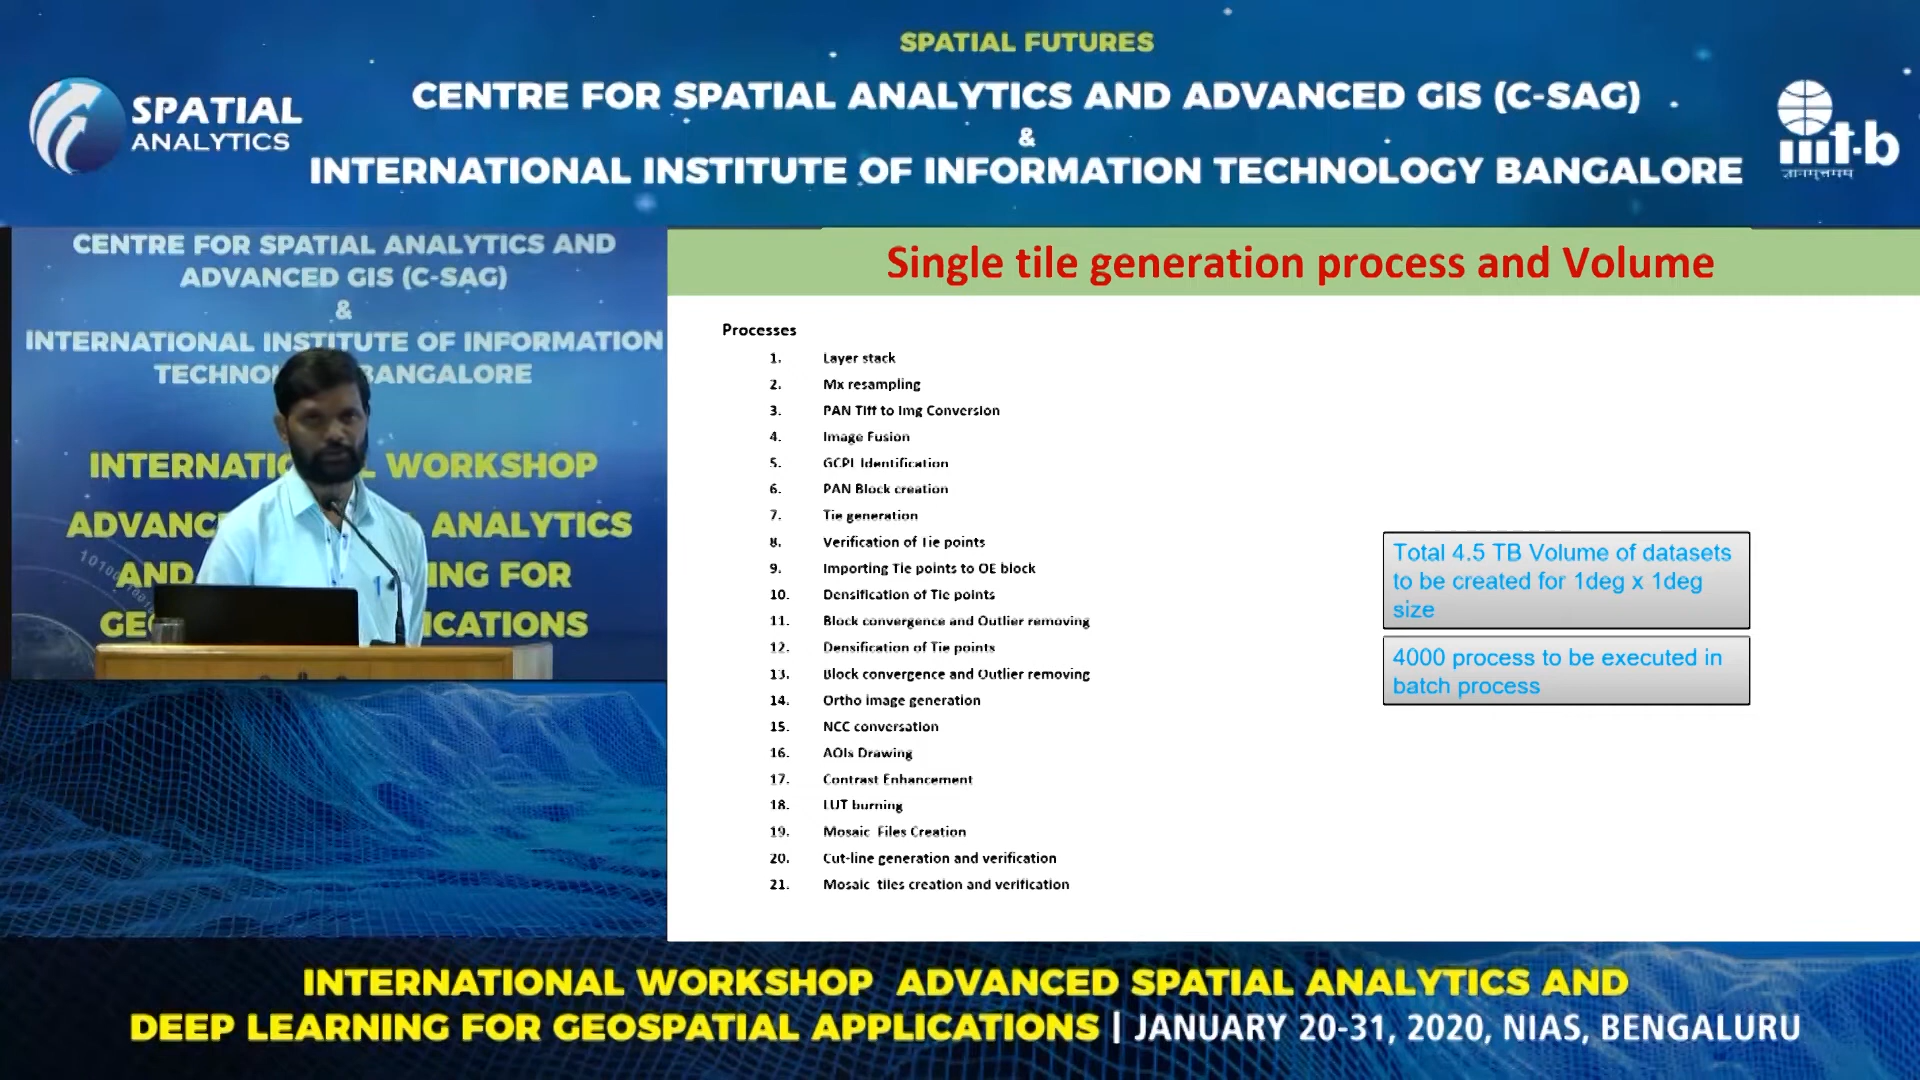 SPATIAL FUTURES
CENTRE FOR SPATIAL ANALYTICS AND ADVANCED GIS (C-SAG)
&
INTERNATIONAL INSTITUTE OF INFORMATION TECHNOLOGY BANGALORE
SPATIAL
ANALYTICS
iiit-b
ज्ञानमुत्तमम्
CENTRE FOR SPATIAL ANALYTICS AND
ADVANCED GIS (C-SAG)
&
INTERNATIONAL INSTITUTE OF INFORMATION
BANGALORE
WORKSHOP
ANALYTICS
AND FOR
Single tile generation process and Volume
Processes
1. Layer stack
2. Mx resampling
3. PAN Tiff to Img Conversion
4. Image Fusion
5. GCPL Identification
6. PAN Block creation
7. Tie generation
8. Verification of Tie points
9. Importing Tie points to OE block
10. Densification of Tie points
11. Block convergence and Outlier removing
12. Densification of Tie points
13. Block convergence and Outlier removing
14. Ortho image generation
15. NCC conversation
16. AOIs Drawing
17. Contrast Enhancement
18. LUT burning
19. Mosaic Files Creation
20. Cut-line generation and verification
21. Mosaic tiles creation and verification
Total 4.5 TB Volume of datasets
to be created for 1deg x 1deg
size
4000 process to be executed in
batch process
INTERNATIONAL WORKSHOP ADVANCED SPATIAL ANALYTICS AND
DEEP LEARNING FOR GEOSPATIAL APPLICATIONS | JANUARY 20-31, 2020, NIAS, BENGALURU